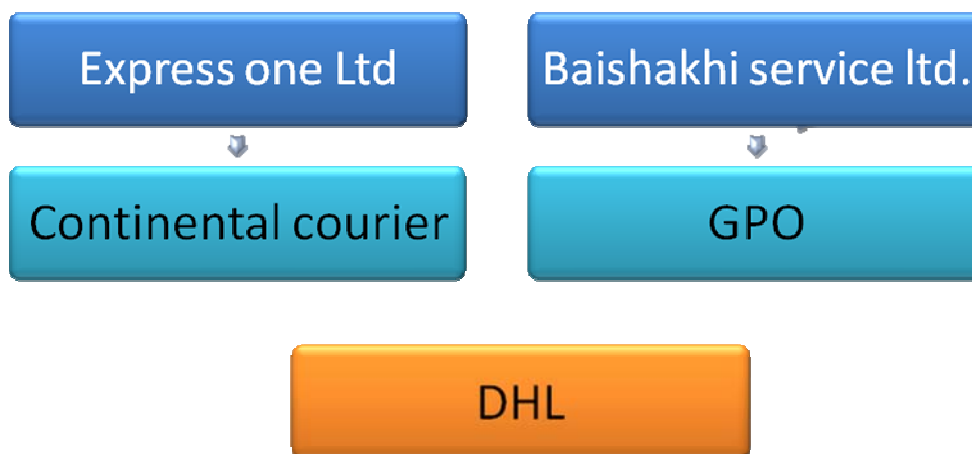 Express one Ltd
Baishakhi service ltd.
Continental courier
GPO
DHL